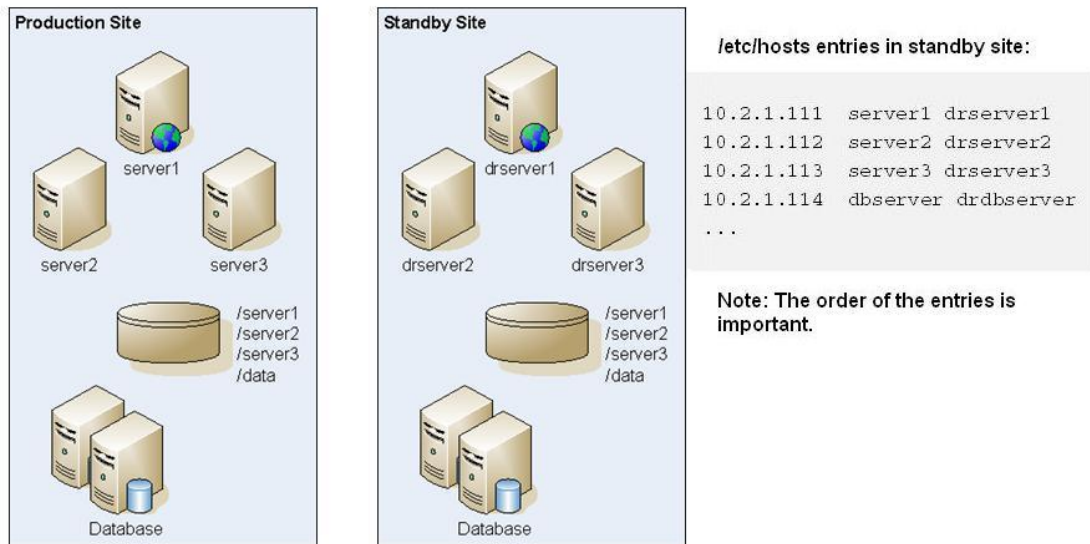 Production Site
server1
server2
server3
/server1
/server2
/server3
/data
Database
Standby Site
drserver1
drserver2
drserver3
/server1
/server2
/server3
/data
Database
/etc/hosts entries in standby site:
10.2.1.111 server1 drserver1
10.2.1.112 server2 drserver2
10.2.1.113 server3 drserver3
10.2.1.114 dbserver drdbserver
...
Note: The order of the entries is
important.